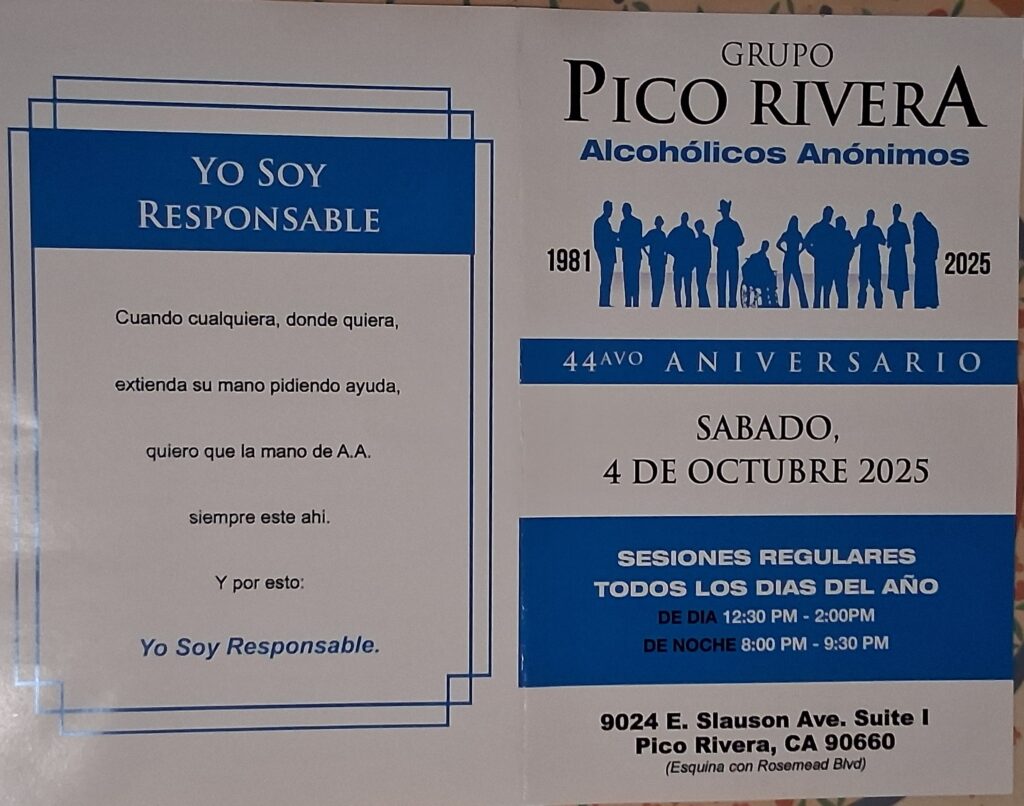 Yo Soy
Responsable
Cuando cualquiera, donde quiera,
extienda su mano pidiendo ayuda,
quiero que la mano de A.A.
siempre este ahi.
Y por esto:
Yo Soy Responsable.
GRUPO
PICO RIVERA
Alcohólicos Anónimos
1981
2025
44AVO ANIVERSARIO
SABADO,
4 DE OCTUBRE 2025
SESIONES REGULARES
TODOS LOS DIAS DEL AÑO
DE DIA 12:30 PM - 2:00PM
DE NOCHE 8:00 PM - 9:30 PM
9024 E. Slauson Ave. Suite I
Pico Rivera, CA 90660
(Esquina con Rosemead Blvd)